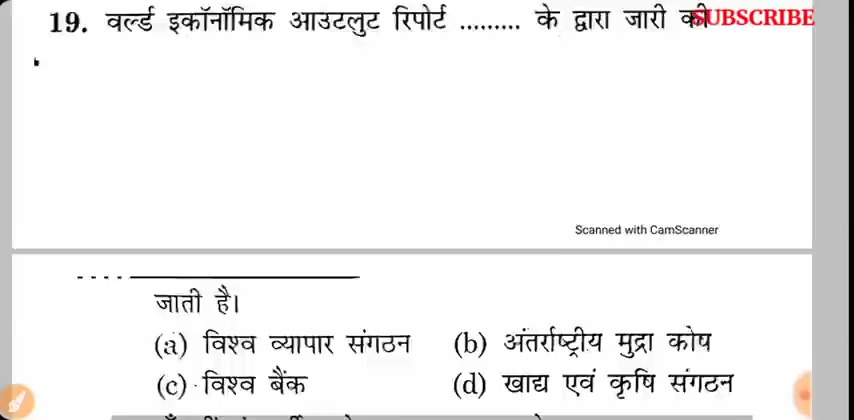 19. वर्ल्ड इकॉनॉमिक आउटलुट रिपोर्ट ......... के द्वारा जारी की SUBSCRIBE
Scanned with CamScanner
जाती है।
(a) विश्व व्यापार संगठन (b) अंतर्राष्ट्रीय मुद्रा कोष
(c) विश्व बैंक (d) खाद्य एवं कृषि संगठन